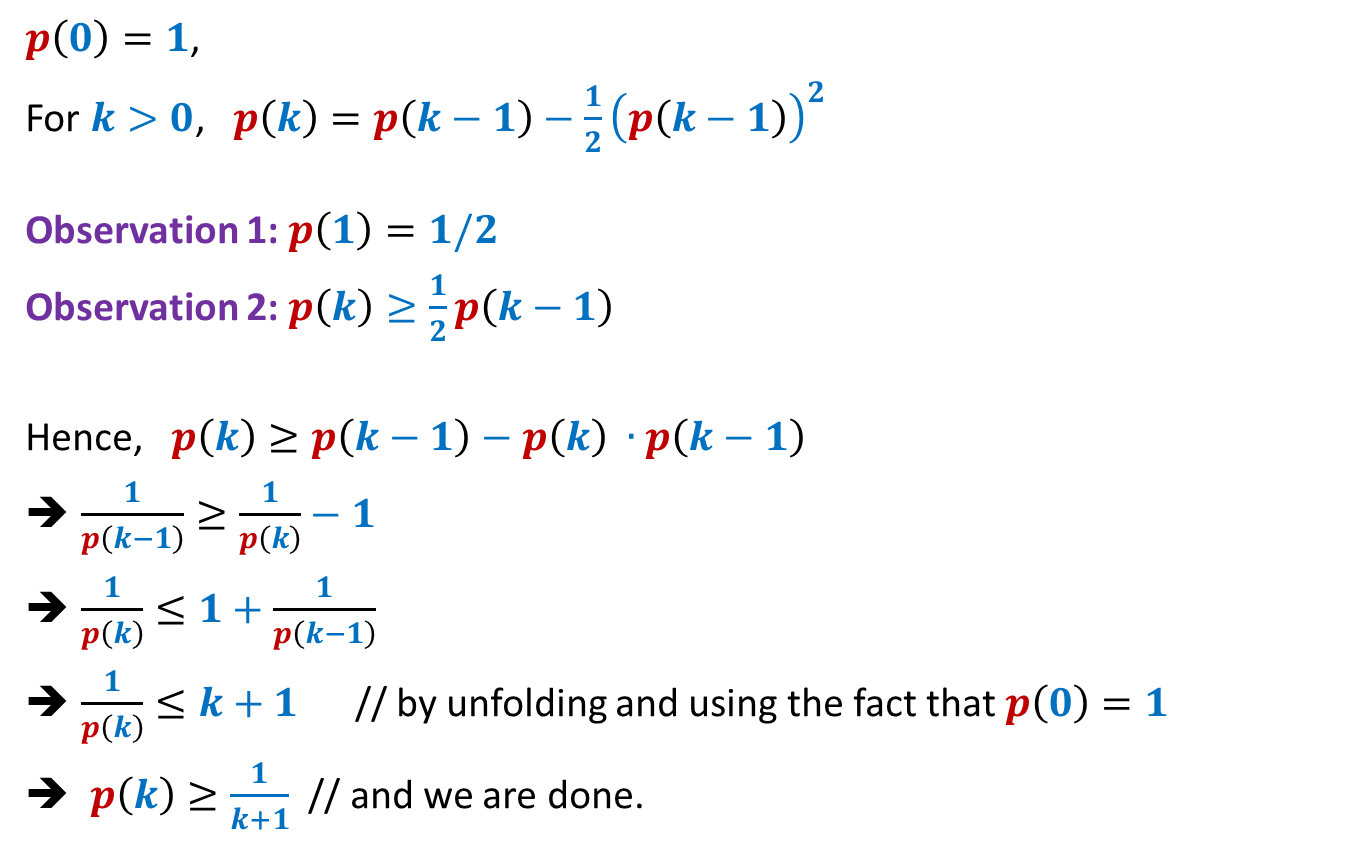 p(0) = 1,
For k > 0, p(k) = p(k − 1) − 1/2 (p(k − 1))²
Observation 1: p(1) = 1/2
Observation 2: p(k) ≥ 1/2 p(k − 1)
Hence, p(k) ≥ p(k − 1) − p(k) · p(k − 1)
➔ 1/p(k−1) ≥ 1/p(k) − 1
➔ 1/p(k) ≤ 1 + 1/p(k−1)
➔ 1/p(k) ≤ k + 1 // by unfolding and using the fact that p(0) = 1
➔ p(k) ≥ 1/k+1 // and we are done.